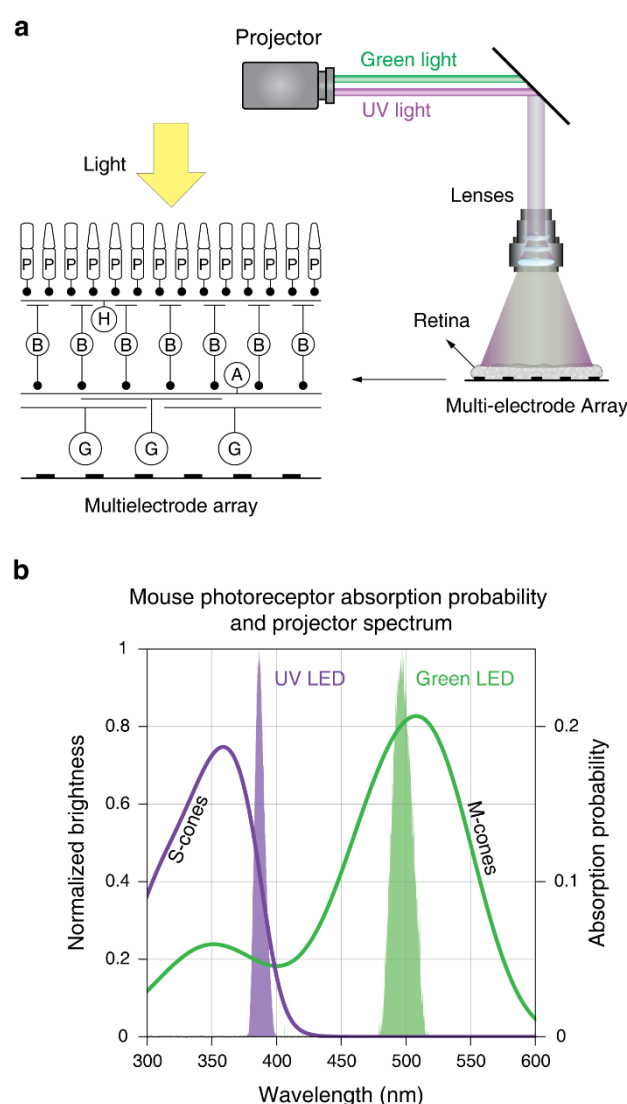 a
Projector
Green light
UV light
Light
Lenses
P P P P P P P P P P P P P P
H
Retina
B B B B B B B
A
Multi-electrode Array
G G G
Multielectrode array
b
Mouse photoreceptor absorption probability
and projector spectrum
1
UV LED
Green LED
0.8
0.2
0.6
Normalized brightness
S-cones
M-cones
Absorption probability
0.4
0.1
0.2
0
0
300 350 400 450 500 550 600
Wavelength (nm)